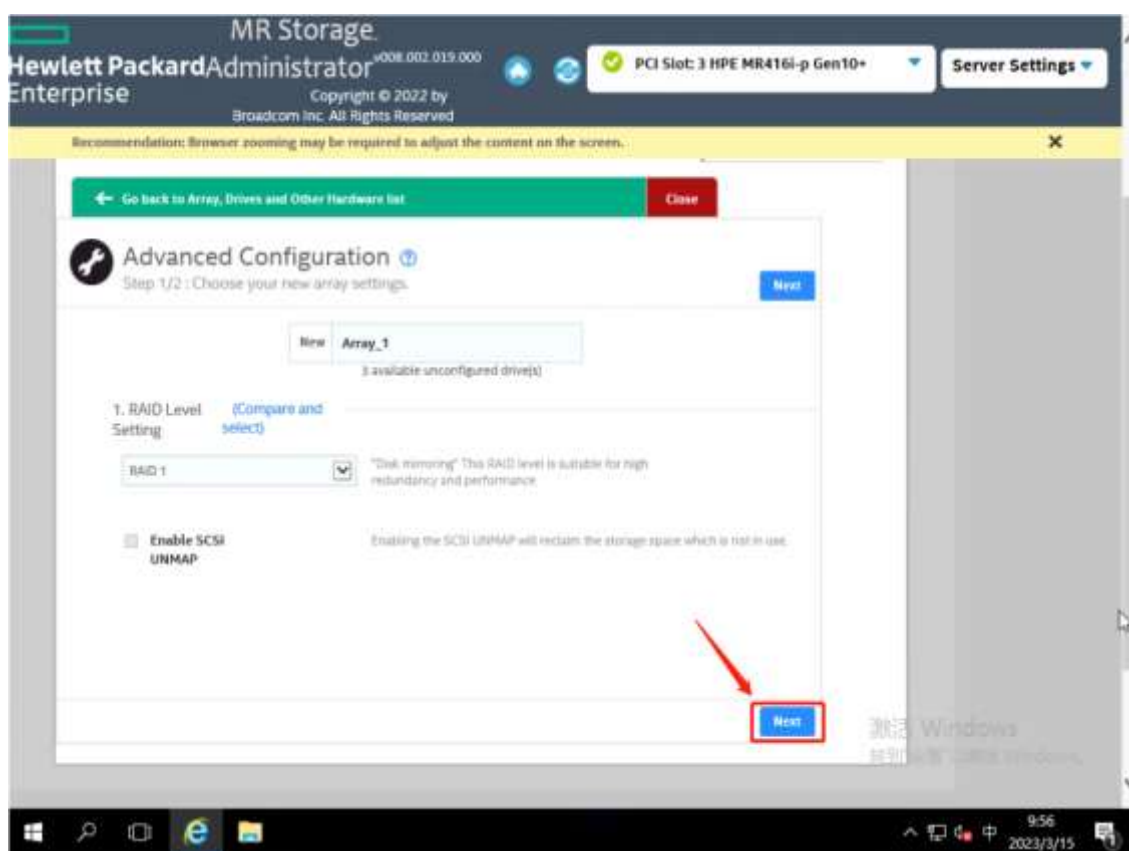 MR Storage
Hewlett Packard Administrator v008.002.019.000
Enterprise
Copyright © 2022 by
Broadcom Inc. All Rights Reserved
PCI Slot: 3 HPE MR416i-p Gen10+
Server Settings
Recommendation: Browser zooming may be required to adjust the content on the screen.
Go back to Array, Drives and Other Hardware list
Close
Advanced Configuration
Step 1/2 : Choose your new array settings.
Next
New Array_1
3 available unconfigured drive(s)
1. RAID Level Setting
(Compare and select)
RAID 1
"Disk mirroring" This RAID level is suitable for high
redundancy and performance
Enable SCSI
UNMAP
Enabling the SCSI UNMAP will reclaim the storage space which is not in use.
Next
激活 Windows
中
9:56
2023/3/15